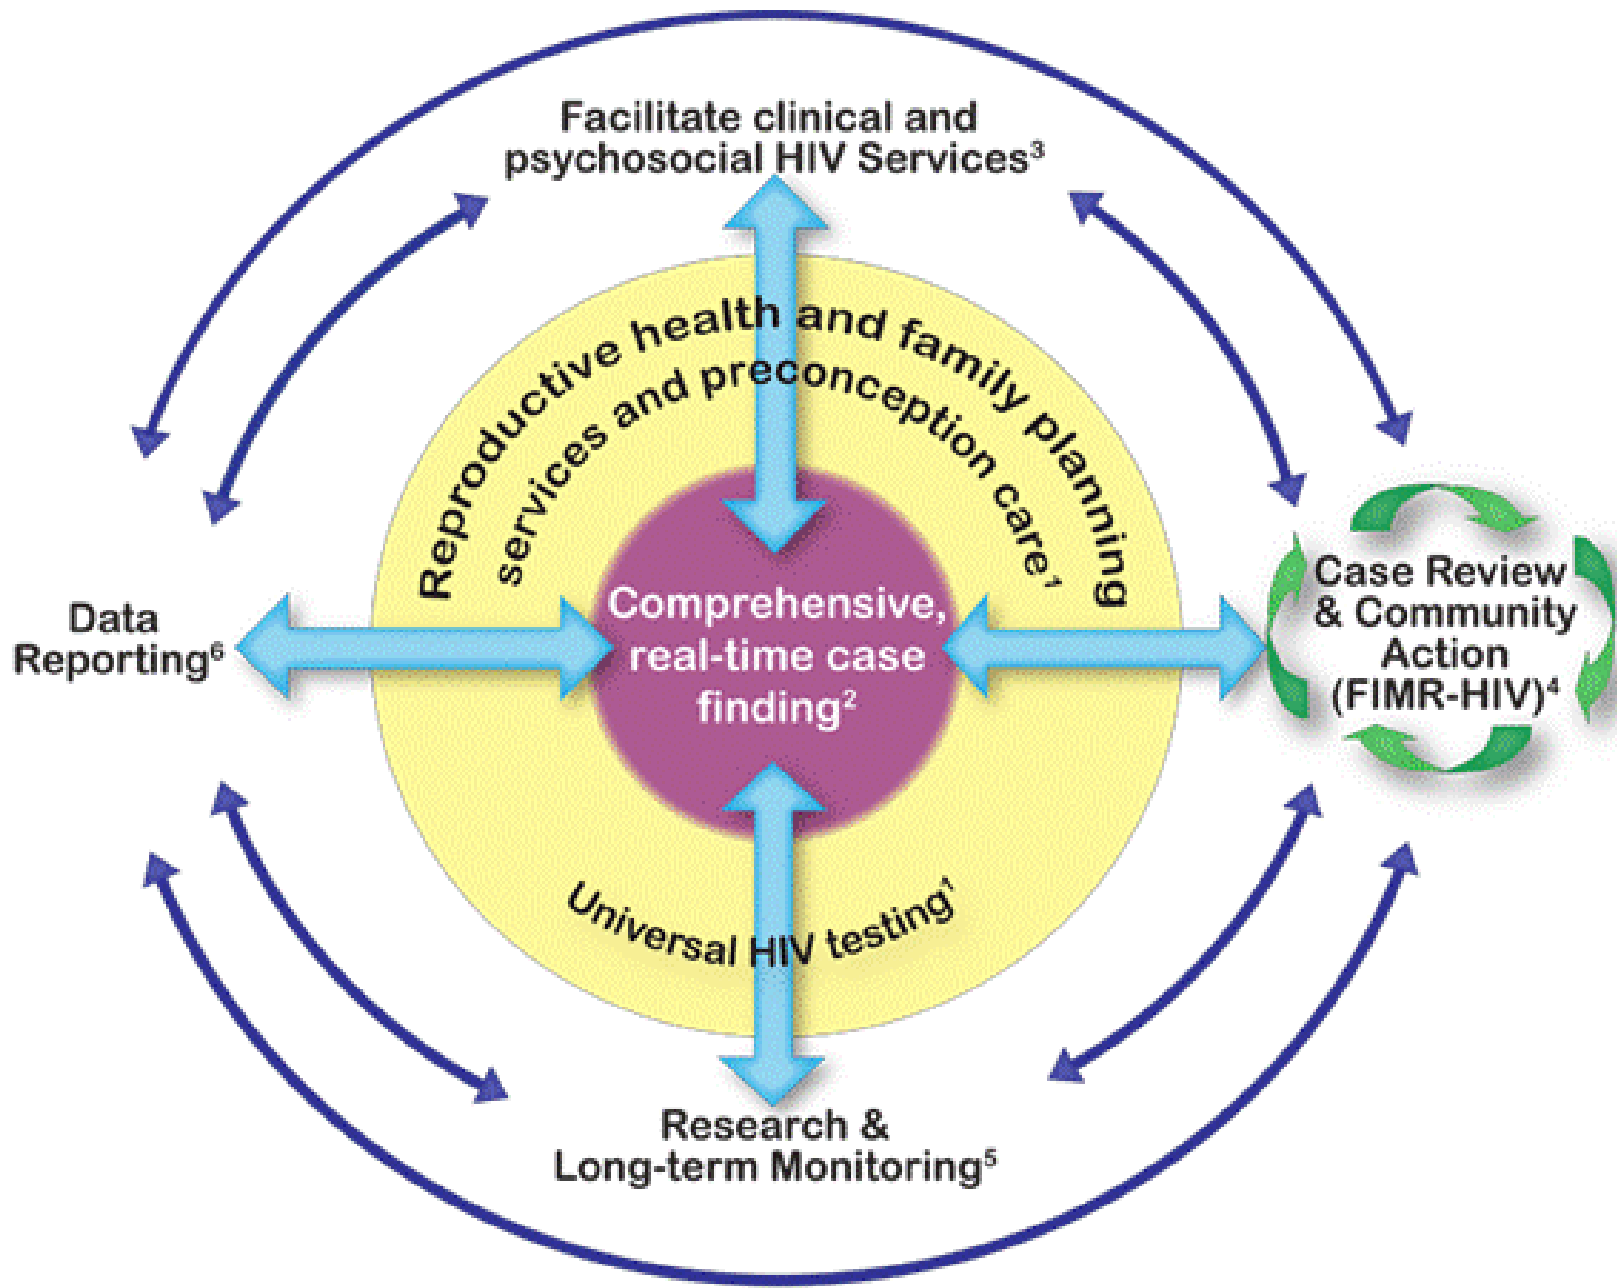 Facilitate clinical and
psychosocial HIV Services³
Reproductive health and family planning
services and preconception care¹
Comprehensive,
real-time case
finding²
Data
Reporting⁶
Case Review
& Community
Action
(FIMR-HIV)⁴
Universal HIV testing⁷
Research &
Long-term Monitoring⁵